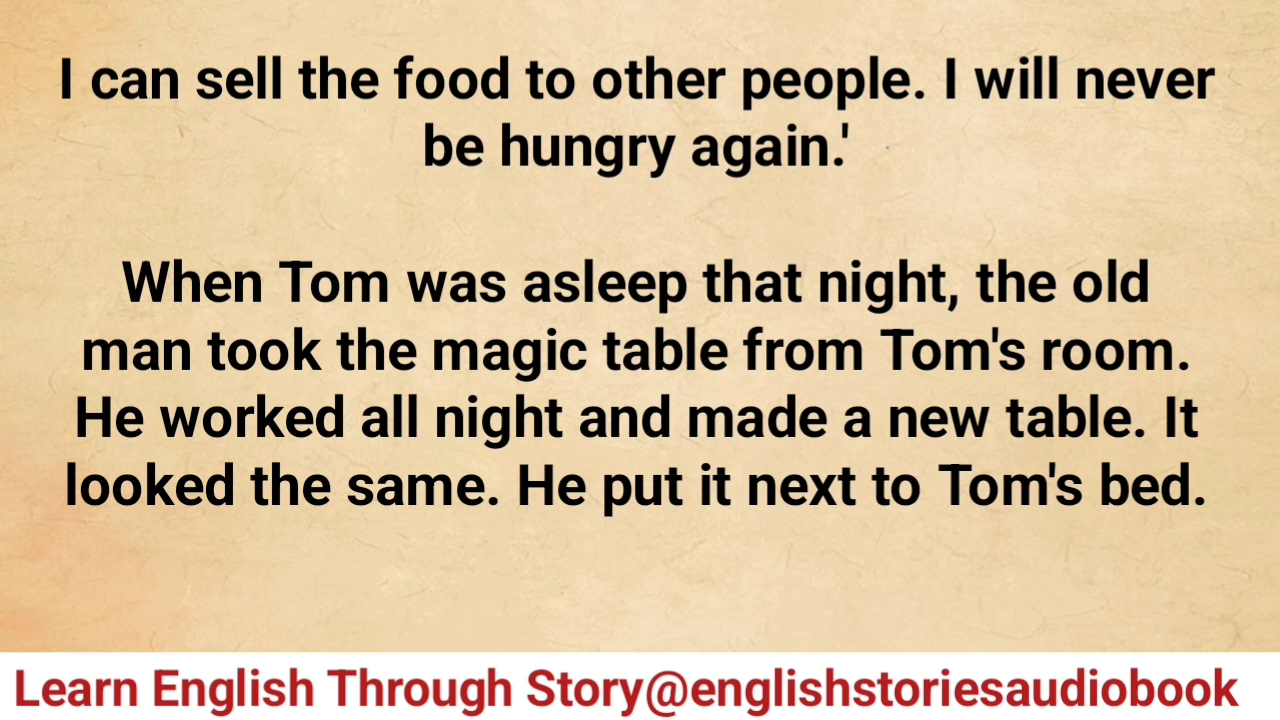 I can sell the food to other people. I will never
be hungry again.'
When Tom was asleep that night, the old
man took the magic table from Tom's room.
He worked all night and made a new table. It
looked the same. He put it next to Tom's bed.
Learn English Through Story@englishstoriesaudiobook